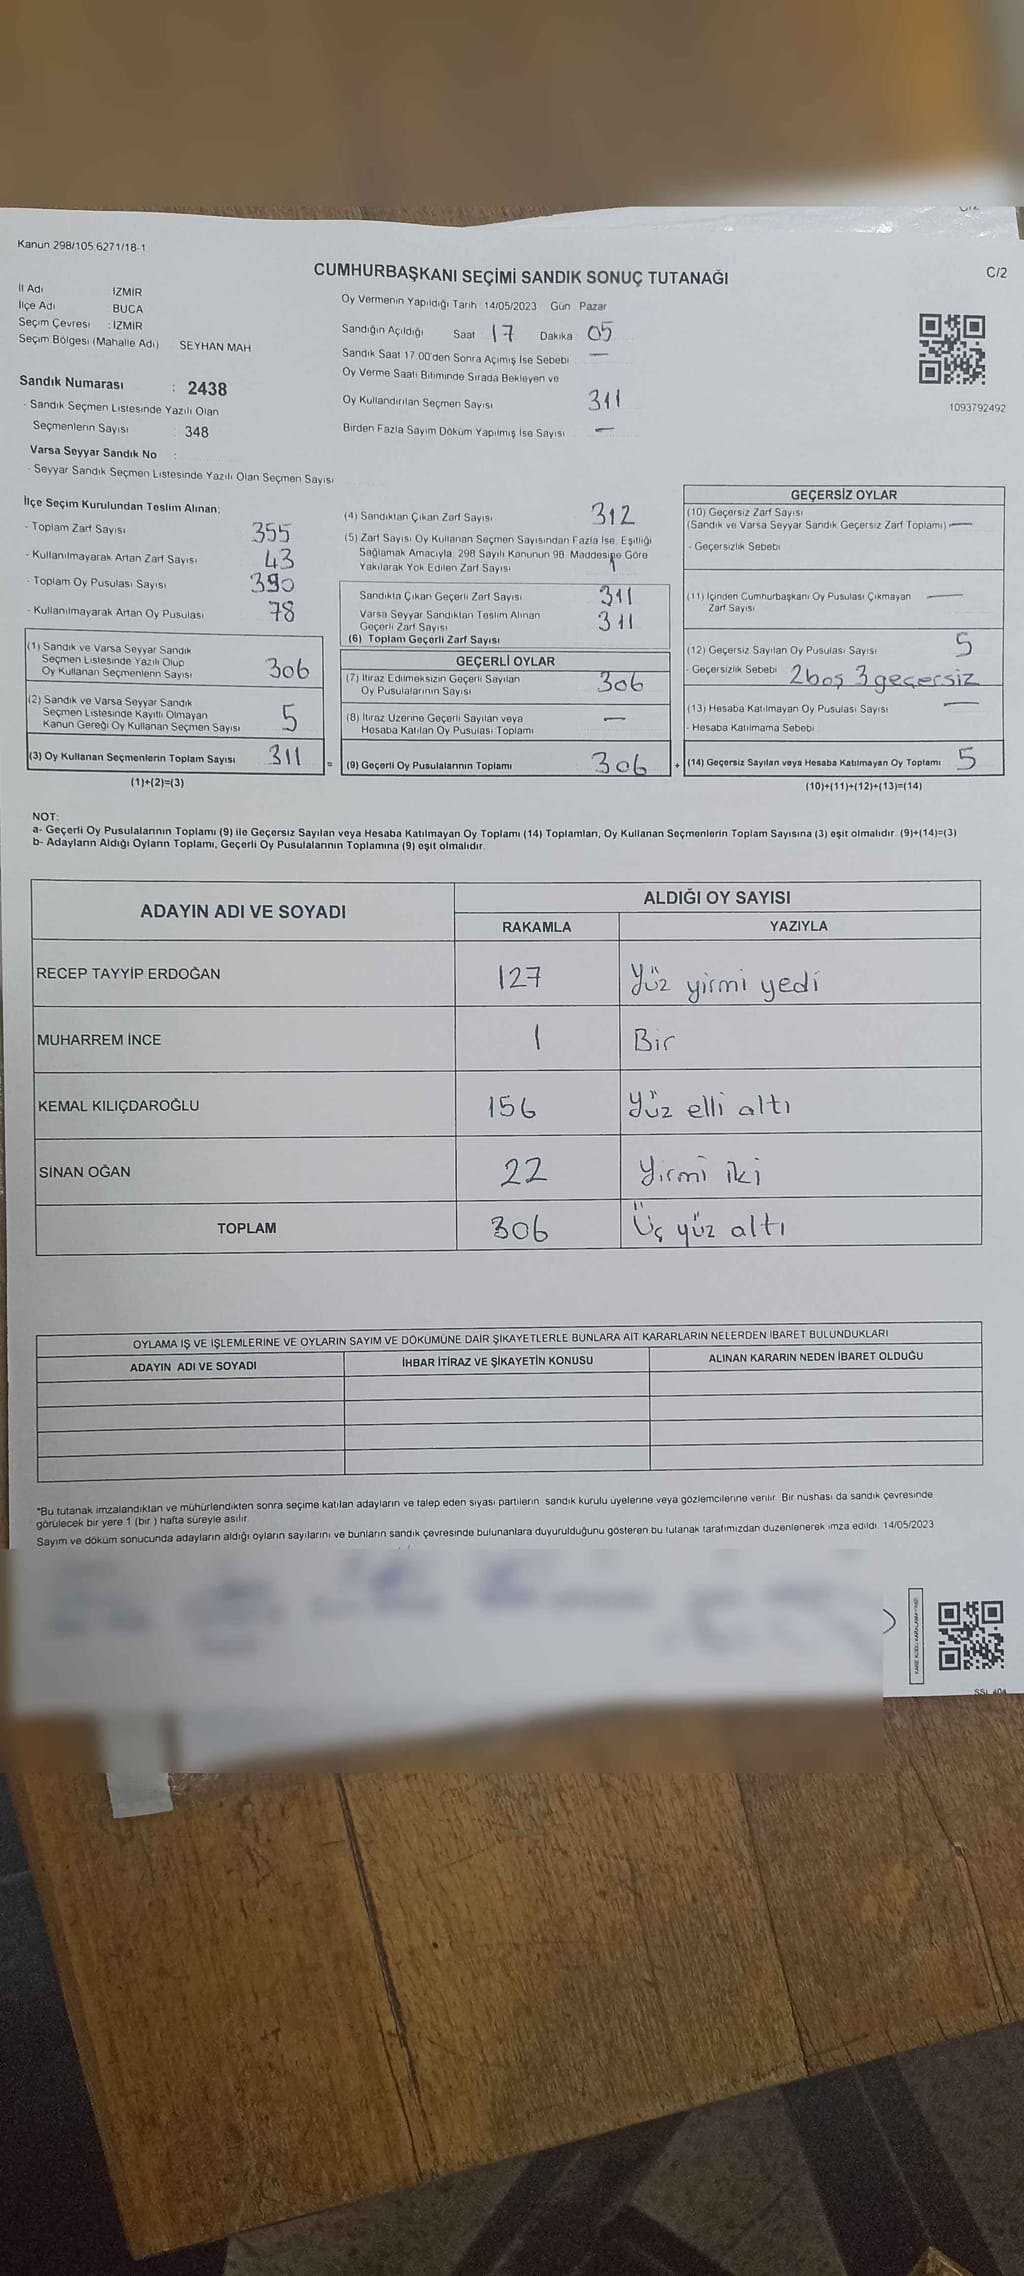 Kanun 298/105 6271/18-1
CUMHURBAŞKANI SEÇİMİ SANDIK SONUÇ TUTANAĞI
C/2
İl Adı İZMİR
İlçe Adı BUCA
Seçim Çevresi : İZMİR
Seçim Bölgesi (Mahalle Adı) SEYHAN MAH
Sandık Numarası : 2438
- Sandık Seçmen Listesinde Yazılı Olan
Seçmenlerin Sayısı : 348
Varsa Seyyar Sandık No :
- Seyyar Sandık Seçmen Listesinde Yazılı Olan Seçmen Sayısı
Oy Vermenin Yapıldığı Tarih 14/05/2023 Gün Pazar
Sandığın Açıldığı Saat 17 Dakika 05
Sandık Saat 17 00'den Sonra Açımış İse Sebebi —
Oy Verme Saati Bitiminde Sırada Bekleyen ve
Oy Kullandırılan Seçmen Sayısı 311
Birden Fazla Sayım Döküm Yapılmış İse Sayısı —
1093792492
İlçe Seçim Kurulundan Teslim Alınan;
- Toplam Zarf Sayısı 355
- Kullanılmayarak Artan Zarf Sayısı 43
- Toplam Oy Pusulası Sayısı 390
- Kullanılmayarak Artan Oy Pusulası 78
(1) Sandık ve Varsa Seyyar Sandık
Seçmen Listesinde Yazılı Olup
Oy Kullanan Seçmenlerin Sayısı 306
(2) Sandık ve Varsa Seyyar Sandık
Seçmen Listesinde Kayıtlı Olmayan
Kanun Gereği Oy Kullanan Seçmen Sayısı 5
(3) Oy Kullanan Seçmenlerin Toplam Sayısı 311
(1)+(2)=(3)
(4) Sandıktan Çıkan Zarf Sayısı 312
(5) Zarf Sayısı Oy Kullanan Seçmen Sayısından Fazla İse, Eşitliği
Sağlamak Amacıyla, 298 Sayılı Kanunun 98. Maddesine Göre
Yakılarak Yok Edilen Zarf Sayısı 1
Sandıkta Çıkan Geçerli Zarf Sayısı 311
Varsa Seyyar Sandıktan Teslim Alınan
Geçerli Zarf Sayısı 311
(6) Toplam Geçerli Zarf Sayısı
GEÇERLİ OYLAR
(7) İtiraz Edilmeksizin Geçerli Sayılan
Oy Pusulalarının Sayısı 306
(8) İtiraz Üzerine Geçerli Sayılan veya
Hesaba Katılan Oy Pusulası Toplamı —
= (9) Geçerli Oy Pusulalarının Toplamı 306
GEÇERSİZ OYLAR
(10) Geçersiz Zarf Sayısı
(Sandık ve Varsa Seyyar Sandık Geçersiz Zarf Toplamı) —
- Geçersizlik Sebebi
(11) İçinden Cumhurbaşkanı Oy Pusulası Çıkmayan
Zarf Sayısı —
(12) Geçersiz Sayılan Oy Pusulası Sayısı 5
- Geçersizlik Sebebi 2 boş 3 geçersiz
(13) Hesaba Katılmayan Oy Pusulası Sayısı —
- Hesaba Katılmama Sebebi
+ (14) Geçersiz Sayılan veya Hesaba Katılmayan Oy Toplamı 5
(10)+(11)+(12)+(13)=(14)
NOT:
a- Geçerli Oy Pusulalarının Toplamı (9) ile Geçersiz Sayılan veya Hesaba Katılmayan Oy Toplamı (14) Toplamları, Oy Kullanan Seçmenlerin Toplam Sayısına (3) eşit olmalıdır. (9)+(14)=(3)
b- Adayların Aldığı Oyların Toplamı, Geçerli Oy Pusulalarının Toplamına (9) eşit olmalıdır.
ADAYIN ADI VE SOYADI ALDIĞI OY SAYISI
RAKAMLA YAZIYLA
RECEP TAYYİP ERDOĞAN 127 Yüz yirmi yedi
MUHARREM İNCE 1 Bir
KEMAL KILIÇDAROĞLU 156 Yüz elli altı
SİNAN OĞAN 22 Yirmi iki
TOPLAM 306 Üç yüz altı
OYLAMA İŞ VE İŞLEMLERİNE VE OYLARIN SAYIM VE DÖKÜMÜNE DAİR ŞİKAYETLERLE BUNLARA AİT KARARLARIN NELERDEN İBARET BULUNDUKLARI
ADAYIN ADI VE SOYADI İHBAR İTİRAZ VE ŞİKAYETİN KONUSU ALINAN KARARIN NEDEN İBARET OLDUĞU
*Bu tutanak imzalandıktan ve mühürlendikten sonra seçime katılan adayların ve talep eden siyasi partilerin sandık kurulu üyelerine veya gözlemcilerine verilir. Bir nüshası da sandık çevresinde
görülecek bir yere 1 (bir ) hafta süreyle asılır.
Sayım ve döküm sonucunda adayların aldığı oyların sayılarını ve bunların sandık çevresinde bulunanlara duyurulduğunu gösteren bu tutanak tarafımızdan düzenlenerek imza edildi. 14/05/2023